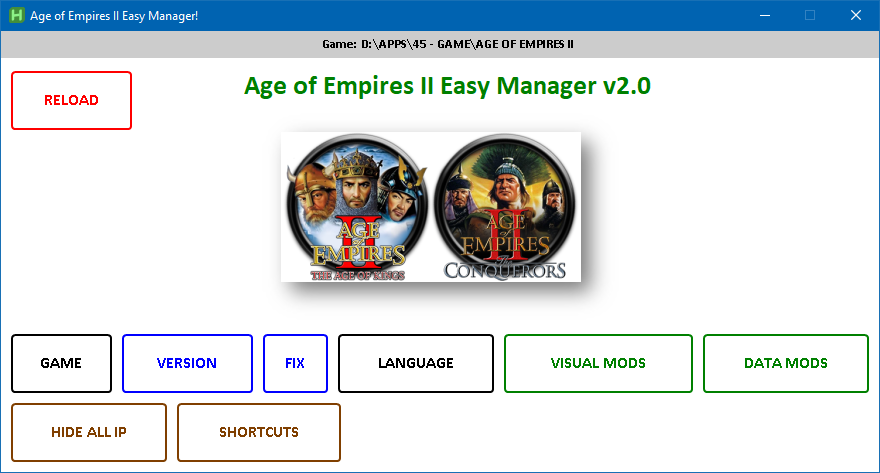 Age of Empires II Easy Manager!
Game: D:\APPS\45 - GAME\AGE OF EMPIRES II
RELOAD
Age of Empires II Easy Manager v2.0
AGE of EMPIRES II
THE AGE OF KINGS
AGE of EMPIRES II
The CONQUERORS
GAME
VERSION
FIX
LANGUAGE
VISUAL MODS
DATA MODS
HIDE ALL IP
SHORTCUTS